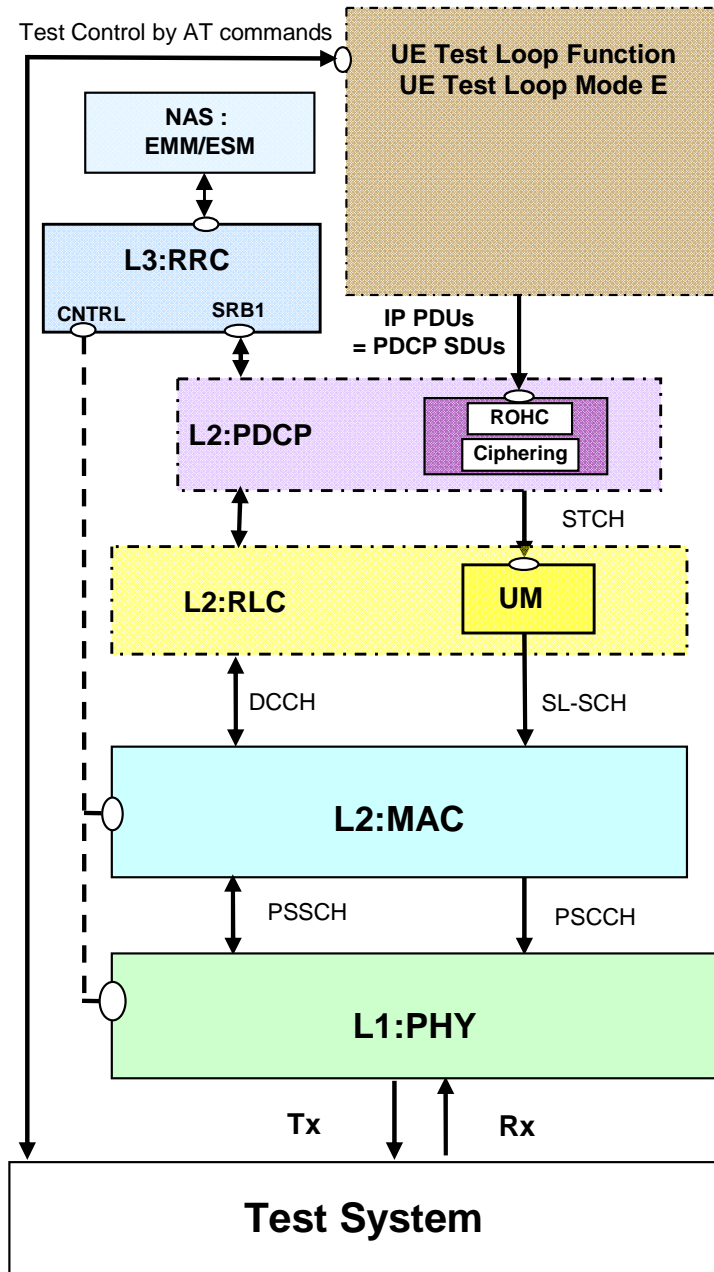 Test Control by AT commands
UE Test Loop Function
UE Test Loop Mode E
NAS :
EMM/ESM
L3:RRC
CNTRL
SRB1
IP PDUs
= PDCP SDUs
L2:PDCP
ROHC
Ciphering
STCH
L2:RLC
UM
DCCH
SL-SCH
L2:MAC
PSSCH
PSCCH
L1:PHY
Tx
Rx
Test System